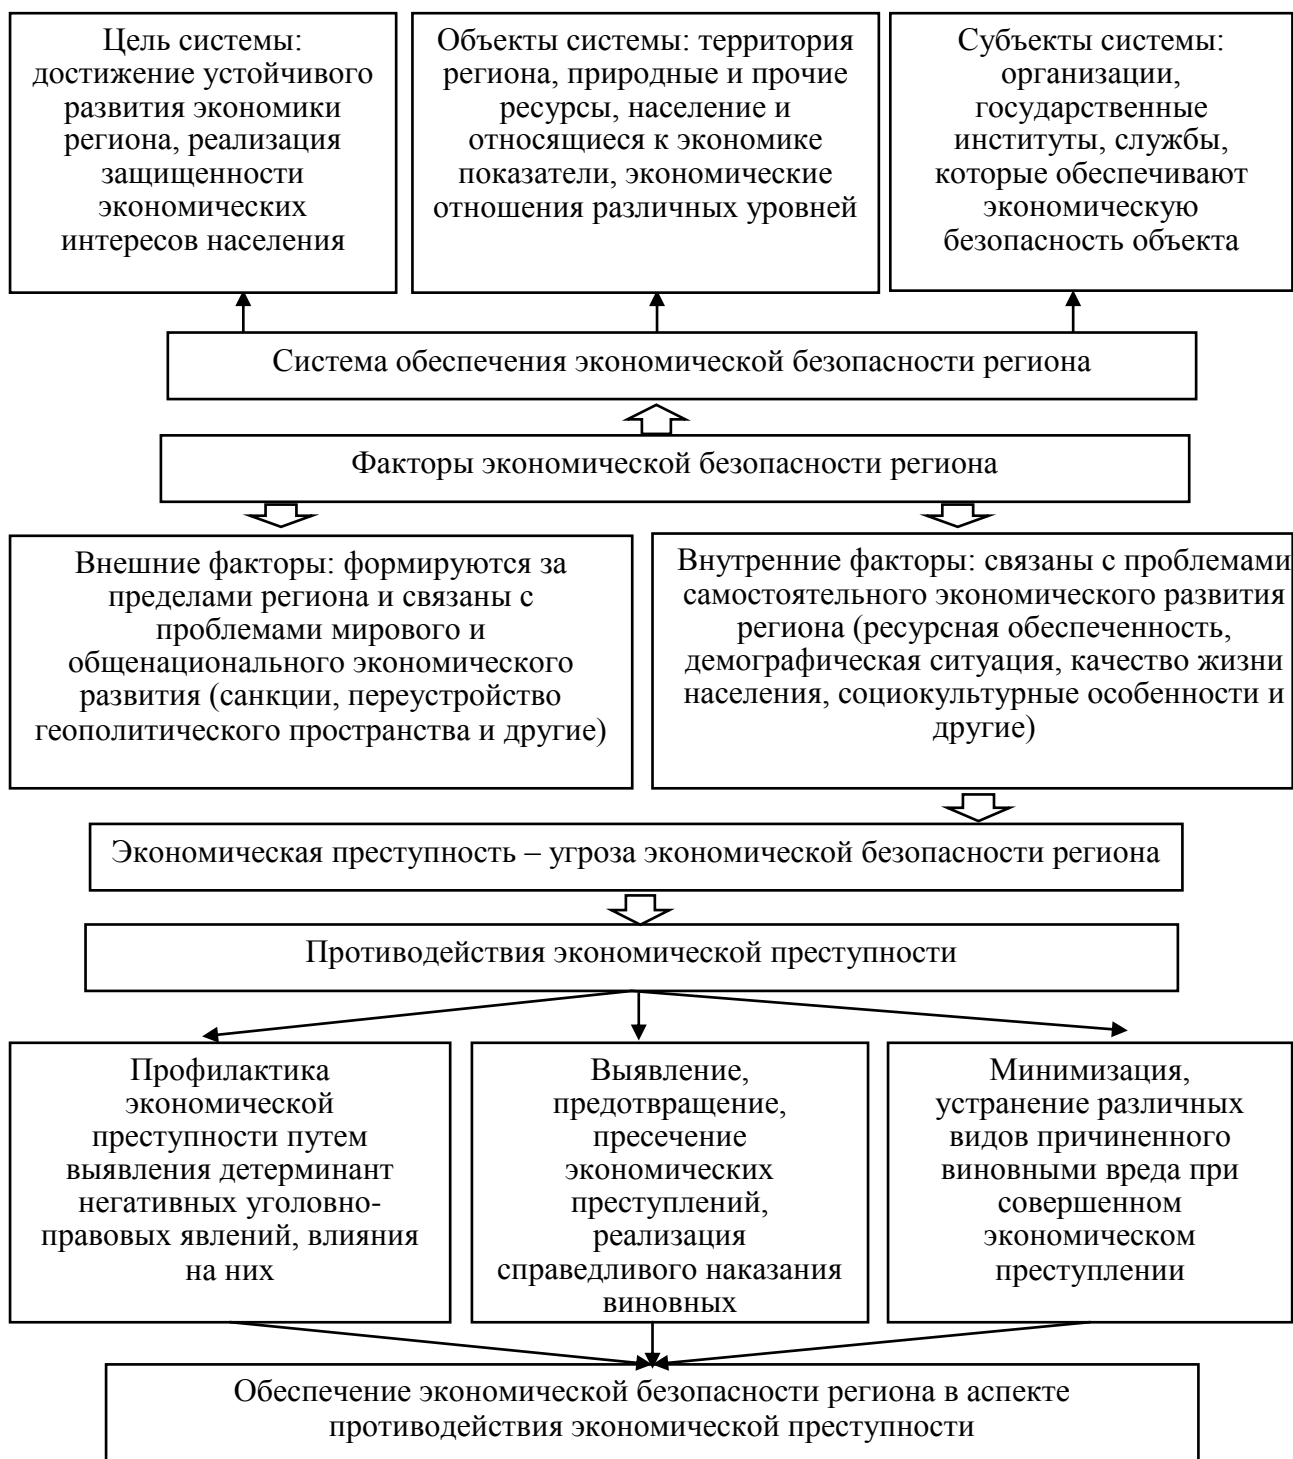 Цель системы:
достижение устойчивого
развития экономики
региона, реализация
защищенности
экономических
интересов населения
Объекты системы: территория
региона, природные и прочие
ресурсы, население и
относящиеся к экономике
показатели, экономические
отношения различных уровней
Субъекты системы:
организации,
государственные
институты, службы,
которые обеспечивают
экономическую
безопасность объекта
Система обеспечения экономической безопасности региона
Факторы экономической безопасности региона
Внешние факторы: формируются за
пределами региона и связаны с
проблемами мирового и
общенационального экономического
развития (санкции, переустройство
геополитического пространства и другие)
Внутренние факторы: связаны с проблемами
самостоятельного экономического развития
региона (ресурсная обеспеченность,
демографическая ситуация, качество жизни
населения, социокультурные особенности и
другие)
Экономическая преступность – угроза экономической безопасности региона
Противодействия экономической преступности
Профилактика
экономической
преступности путем
выявления детерминант
негативных уголовно-
правовых явлений, влияния
на них
Выявление,
предотвращение,
пресечение
экономических
преступлений,
реализация
справедливого наказания
виновных
Минимизация,
устранение различных
видов причиненного
виновными вреда при
совершенном
экономическом
преступлении
Обеспечение экономической безопасности региона в аспекте
противодействия экономической преступности